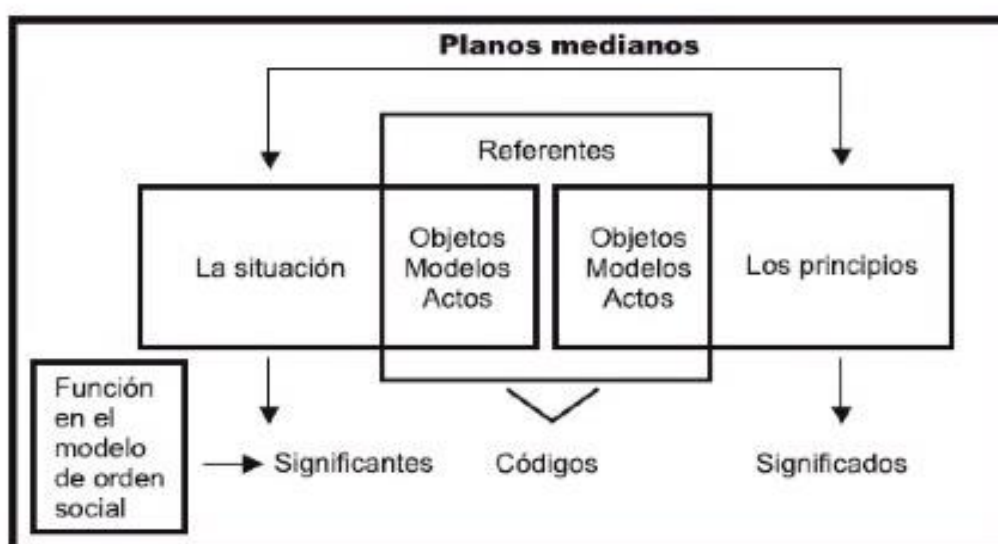 Planos medianos
Referentes
La situación
Objetos
Modelos
Actos
Objetos
Modelos
Actos
Los principios
Función
en el
modelo
de orden
social
Significantes
Códigos
Significados